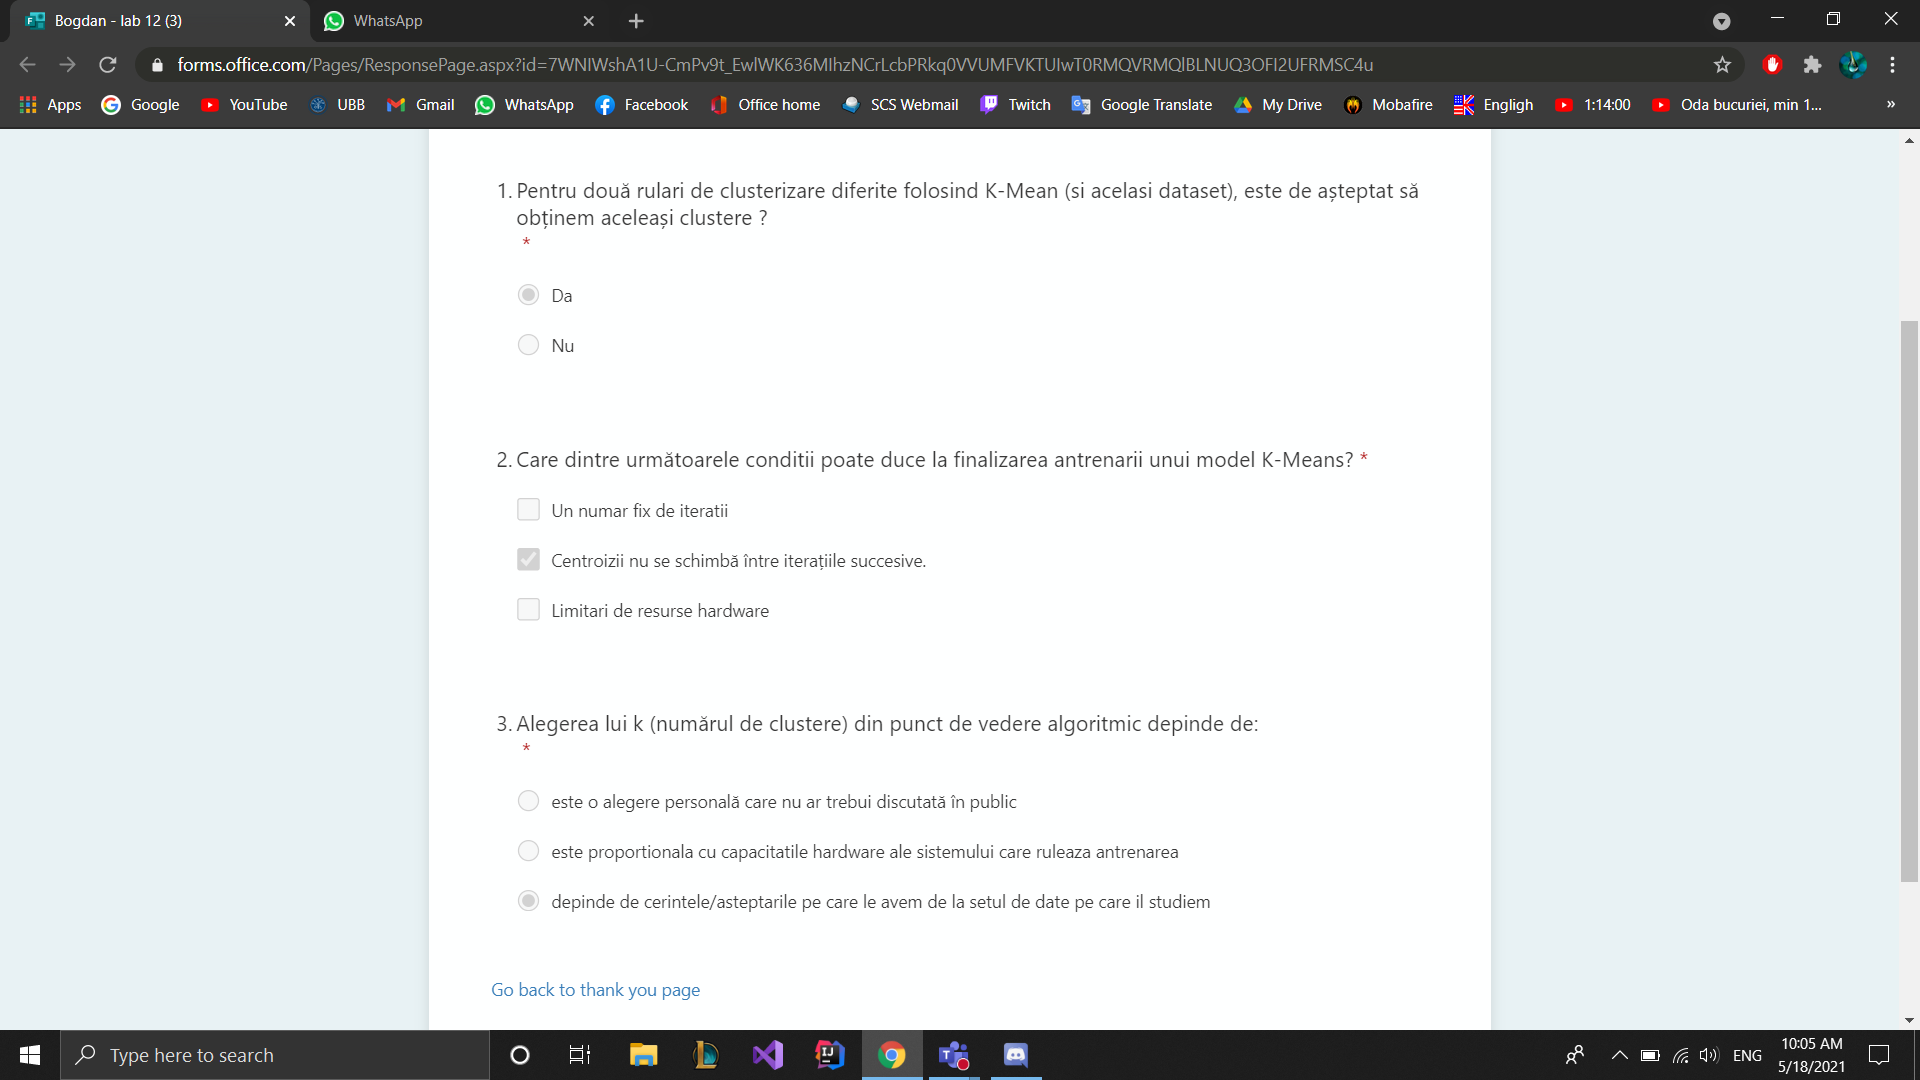 Bogdan - lab 12 (3)
WhatsApp
forms.office.com/Pages/ResponsePage.aspx?id=7WNIWshA1U-CmPv9t_EwlWK636MIhzNCrLcbPRkq0VVUMFVKTUIwT0RMQVRMQlBLNUQ3OFI2UFRMSC4u
Apps Google YouTube UBB Gmail WhatsApp Facebook Office home SCS Webmail Twitch Google Translate My Drive Mobafire Engligh 1:14:00 Oda bucuriei, min 1... »
1. Pentru două rulari de clusterizare diferite folosind K-Mean (si acelasi dataset), este de așteptat să
obținem aceleași clustere ?
*
Da
Nu
2. Care dintre următoarele conditii poate duce la finalizarea antrenarii unui model K-Means? *
Un numar fix de iteratii
Centroizii nu se schimbă între iterațiile succesive.
Limitari de resurse hardware
3. Alegerea lui k (numărul de clustere) din punct de vedere algoritmic depinde de:
*
este o alegere personală care nu ar trebui discutată în public
este proportionala cu capacitatile hardware ale sistemului care ruleaza antrenarea
depinde de cerintele/asteptarile pe care le avem de la setul de date pe care il studiem
Go back to thank you page
Type here to search
ENG
10:05 AM
5/18/2021